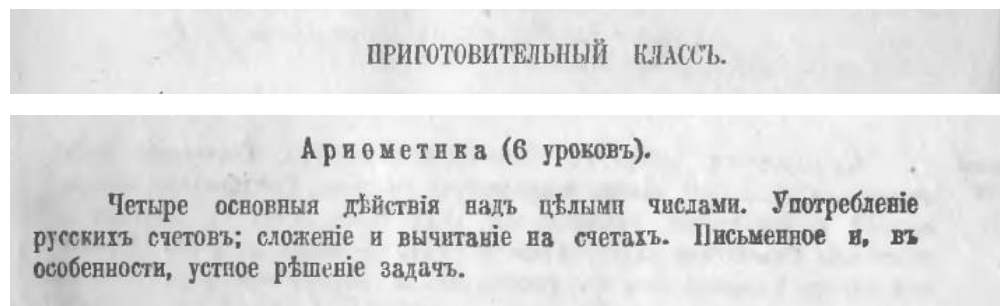 ПРИГОТОВИТЕЛЬНЫЙ КЛАССЪ.
Ариѳметика (6 уроковъ).
Четыре основныя дѣйствія надъ цѣлыми числами. Употребленіе
русскихъ счетовъ; сложеніе и вычитаніе на счетахъ. Письменное и, въ
особенности, устное рѣшеніе задачъ.